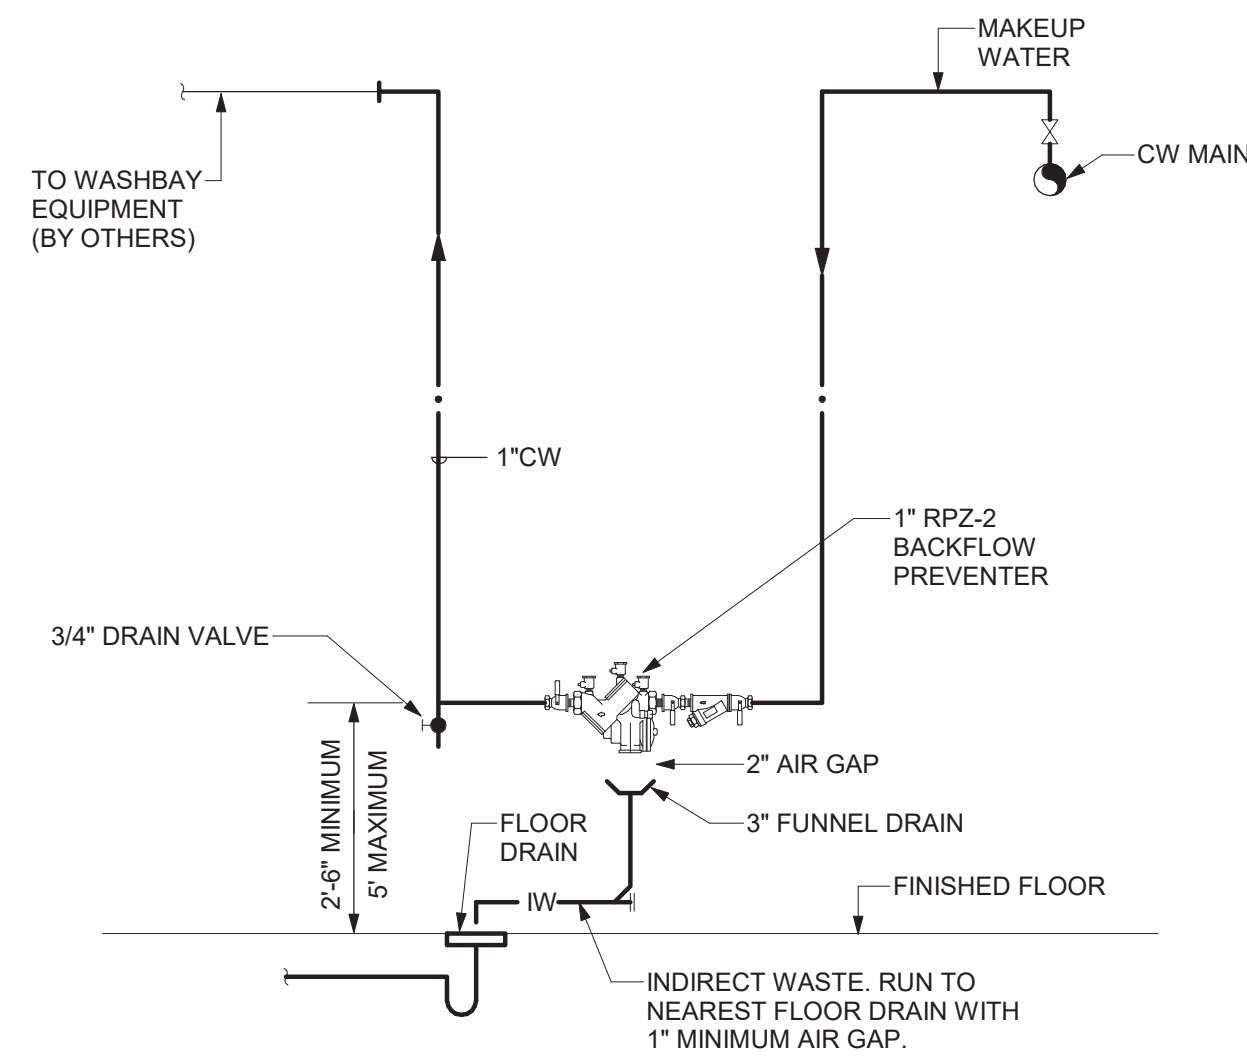 MAKEUP
WATER
CW MAIN
TO WASHBAY
EQUIPMENT
(BY OTHERS)
1"CW
1" RPZ-2
BACKFLOW
PREVENTER
3/4" DRAIN VALVE
2'-6" MINIMUM
5' MAXIMUM
2" AIR GAP
3" FUNNEL DRAIN
FLOOR
DRAIN
IW
FINISHED FLOOR
INDIRECT WASTE. RUN TO
NEAREST FLOOR DRAIN WITH
1" MINIMUM AIR GAP.